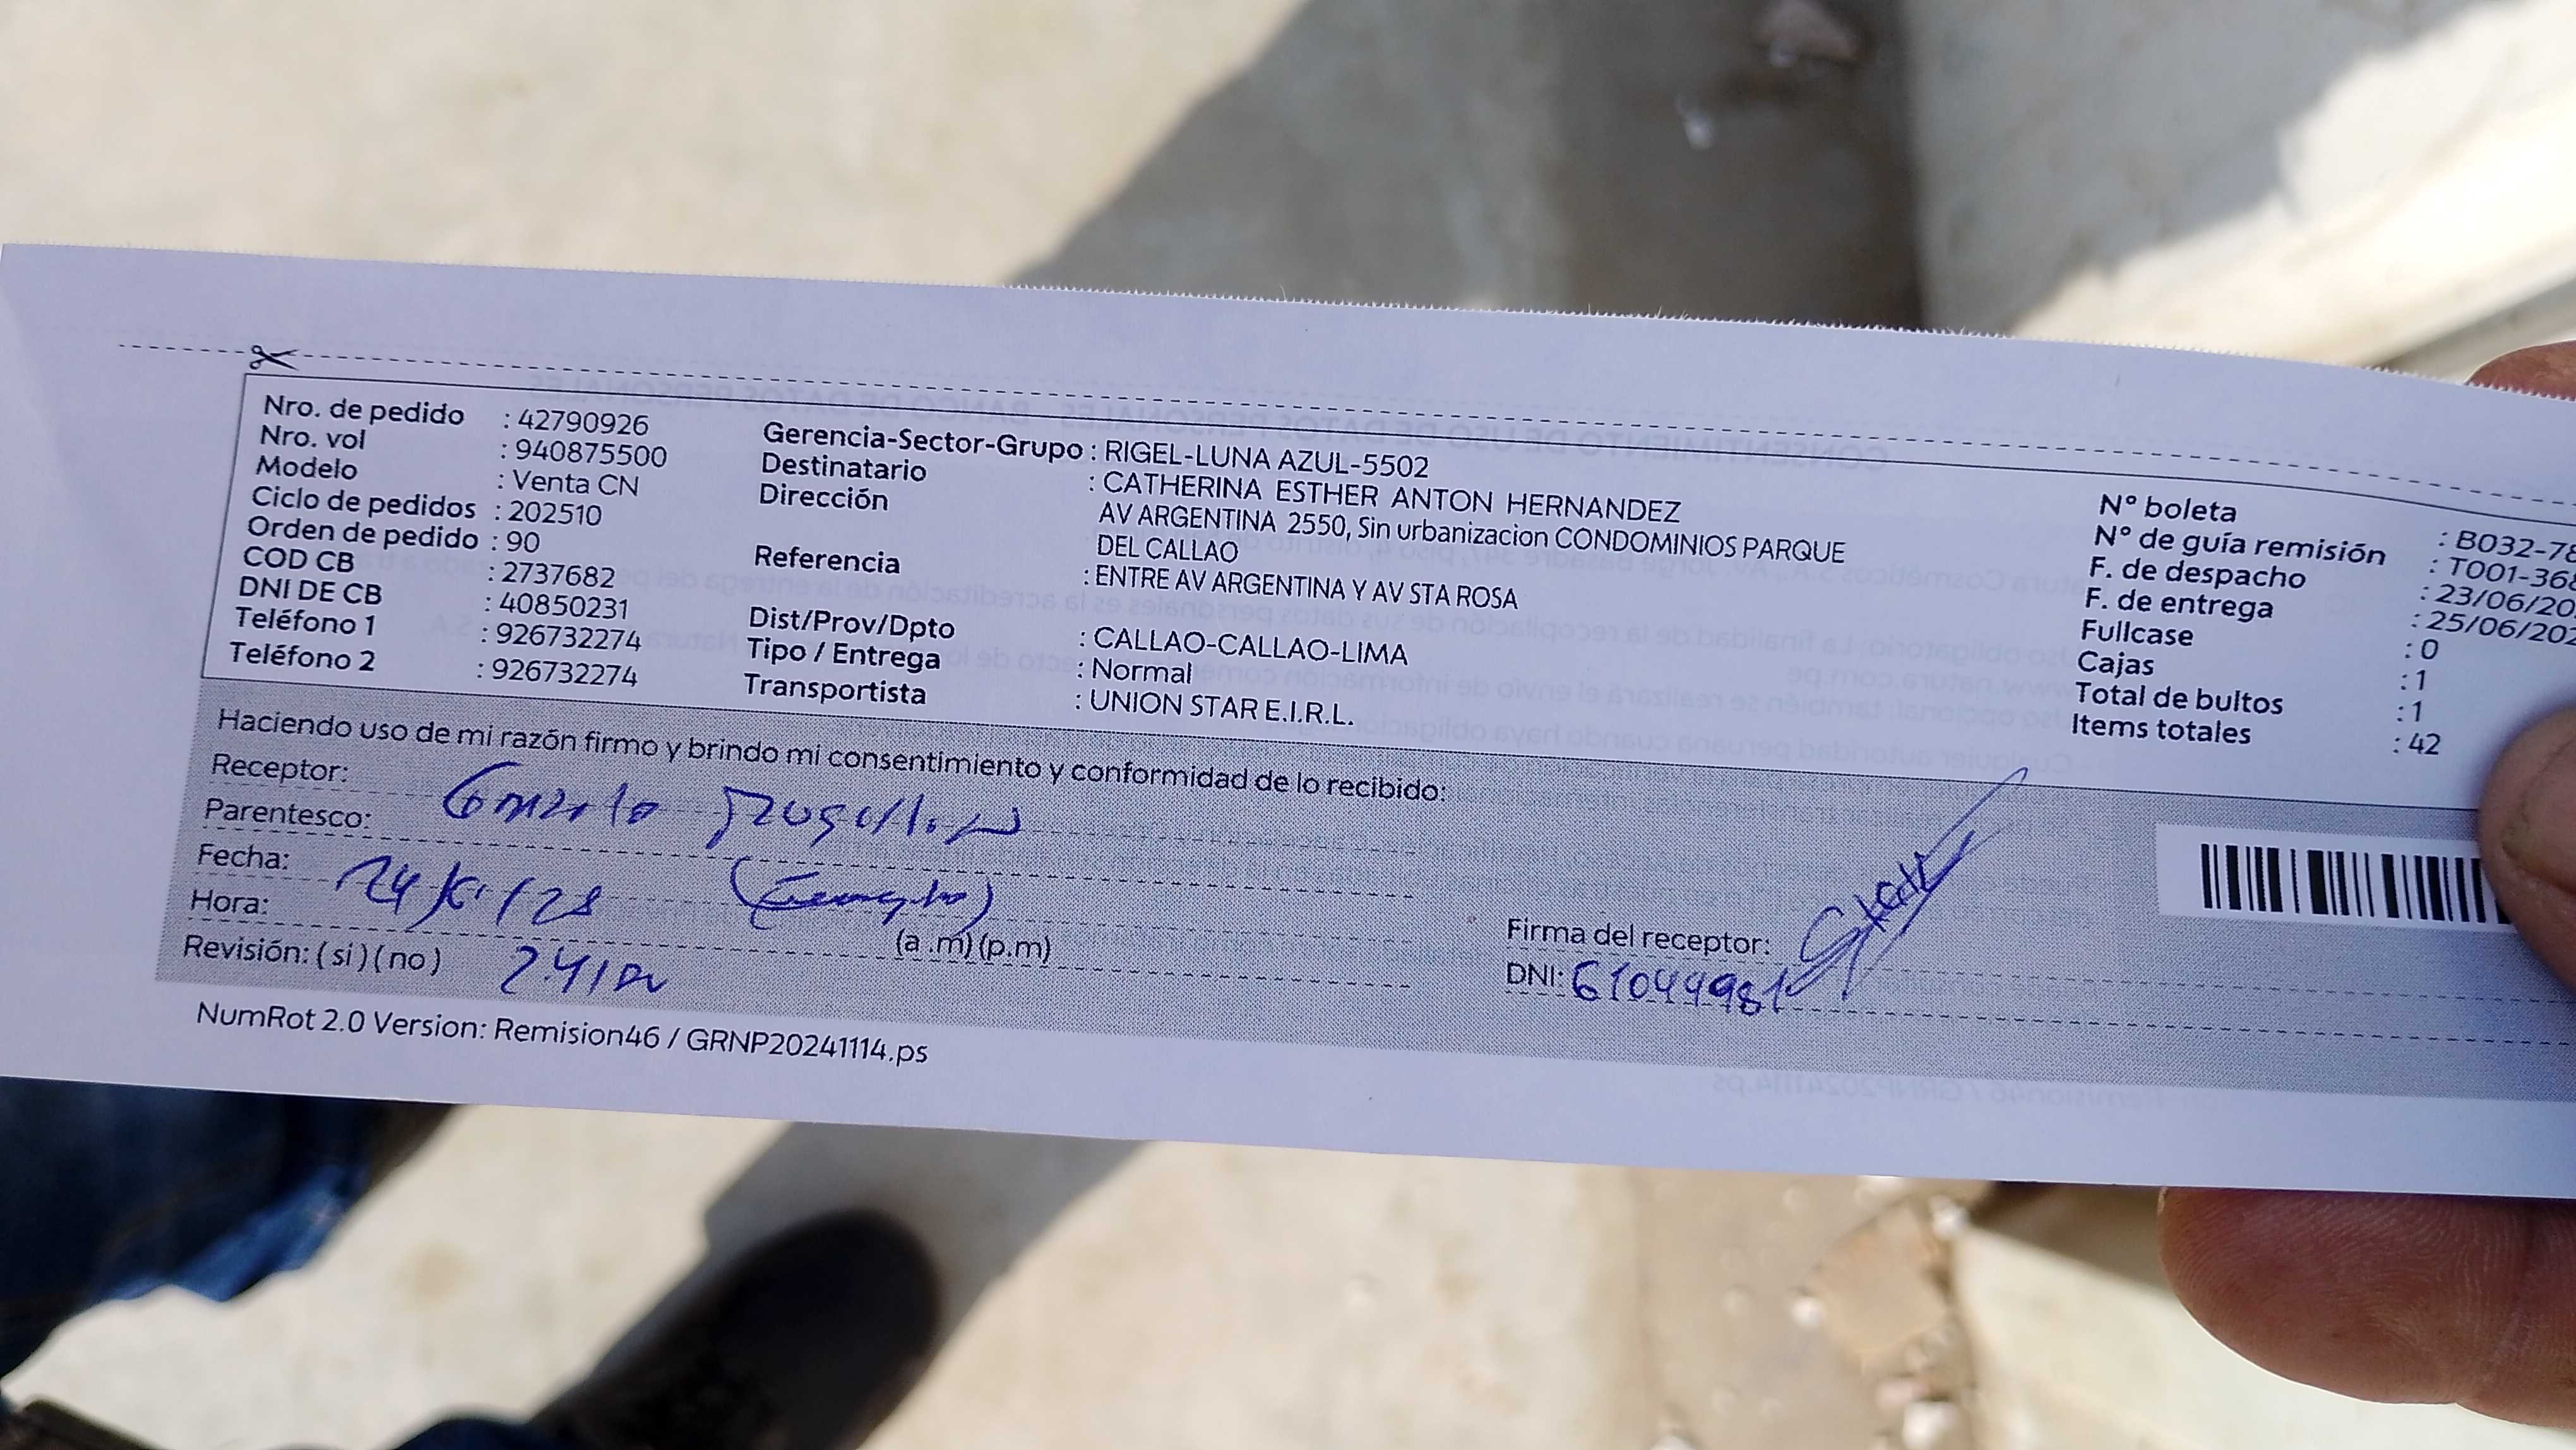 Nro. de pedido : 42790926
Nro. vol : 940875500
Modelo : Venta CN
Ciclo de pedidos : 202510
Orden de pedido : 90
COD CB : 2737682
DNI DE CB : 40850231
Teléfono 1 : 926732274
Teléfono 2 : 926732274
Gerencia-Sector-Grupo : RIGEL-LUNA AZUL-5502
Destinatario : CATHERINA ESTHER ANTON HERNANDEZ
Dirección AV ARGENTINA 2550, Sin urbanizacion CONDOMINIOS PARQUE
DEL CALLAO
Referencia : ENTRE AV ARGENTINA Y AV STA ROSA
Dist/Prov/Dpto : CALLAO-CALLAO-LIMA
Tipo / Entrega : Normal
Transportista : UNION STAR E.I.R.L.
N° boleta : B032-78
N° de guía remisión : T001-368
F. de despacho : 23/06/20
F. de entrega : 25/06/202
Fullcase : 0
Cajas : 1
Total de bultos : 1
Items totales : 42
Haciendo uso de mi razón firmo y brindo mi consentimiento y conformidad de lo recibido:
Receptor:
Parentesco:
Fecha:
Hora: (a .m) (p.m)
Revisión: ( si ) ( no )
Firma del receptor:
DNI: 61044981
NumRot 2.0 Version: Remision46 / GRNP20241114.ps